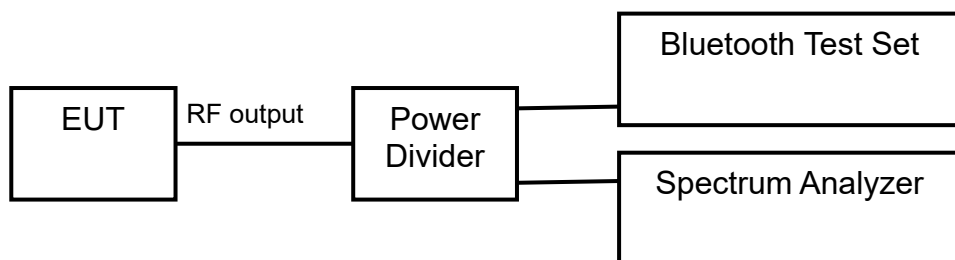 EUT
RF output
Power
Divider
Bluetooth Test Set
Spectrum Analyzer